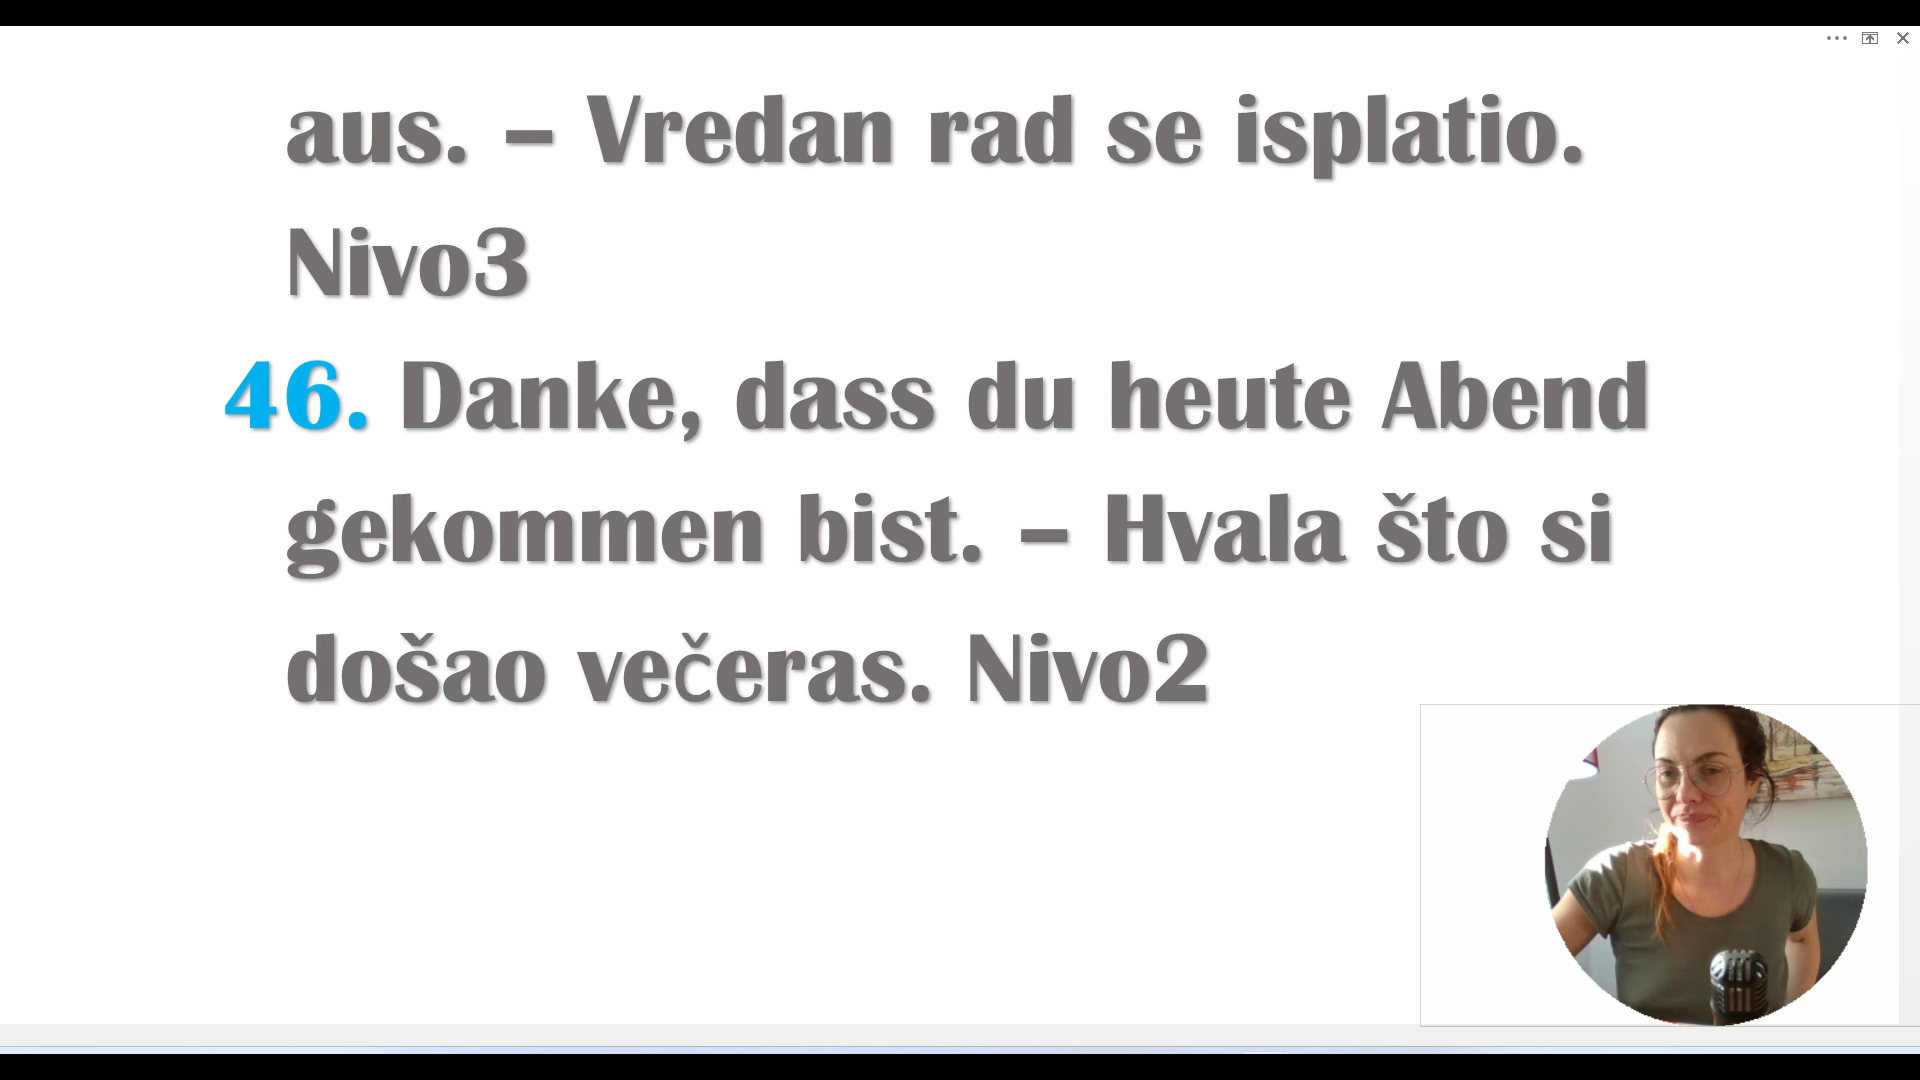 aus. – Vredan rad se isplatio.
Nivo3
46. Danke, dass du heute Abend
gekommen bist. – Hvala što si
došao večeras. Nivo2